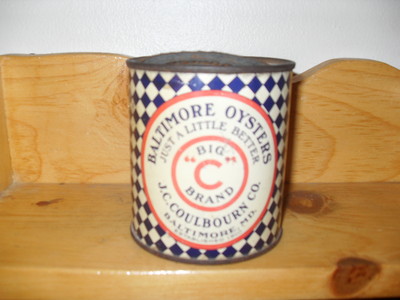 BALTIMORE OYSTERS
JUST A LITTLE BETTER
BIG
"C"
BRAND
J.C. COULBOURN CO.
BALTIMORE, MD.